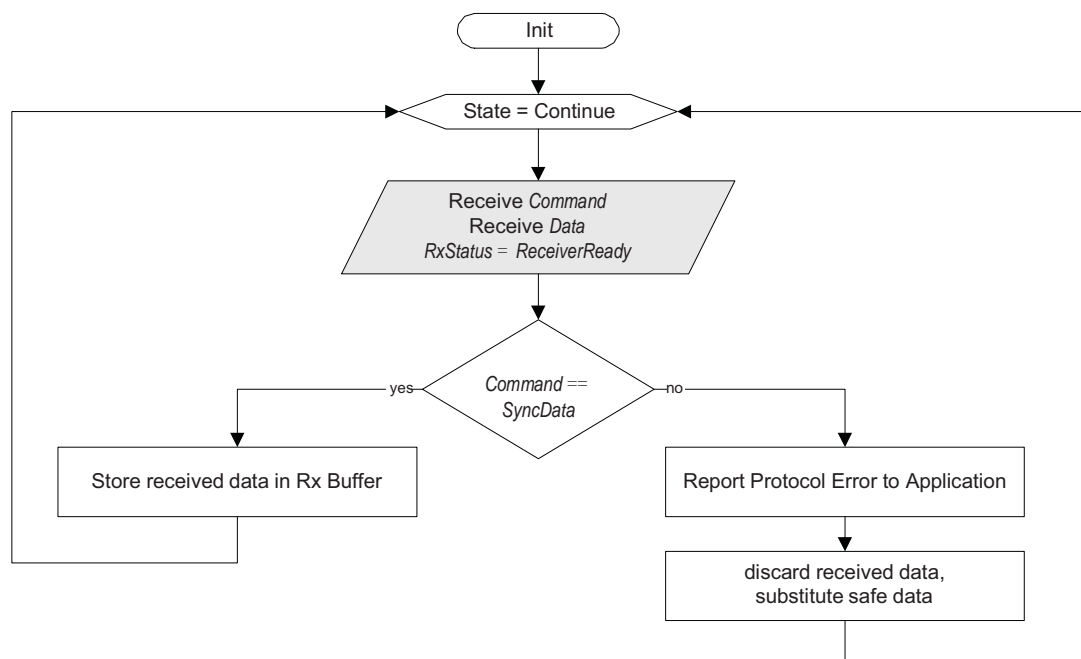 Init
State = Continue
Receive Command
Receive Data
RxStatus = ReceiverReady
yes
Command ==
SyncData
no
Store received data in Rx Buffer
Report Protocol Error to Application
discard received data,
substitute safe data